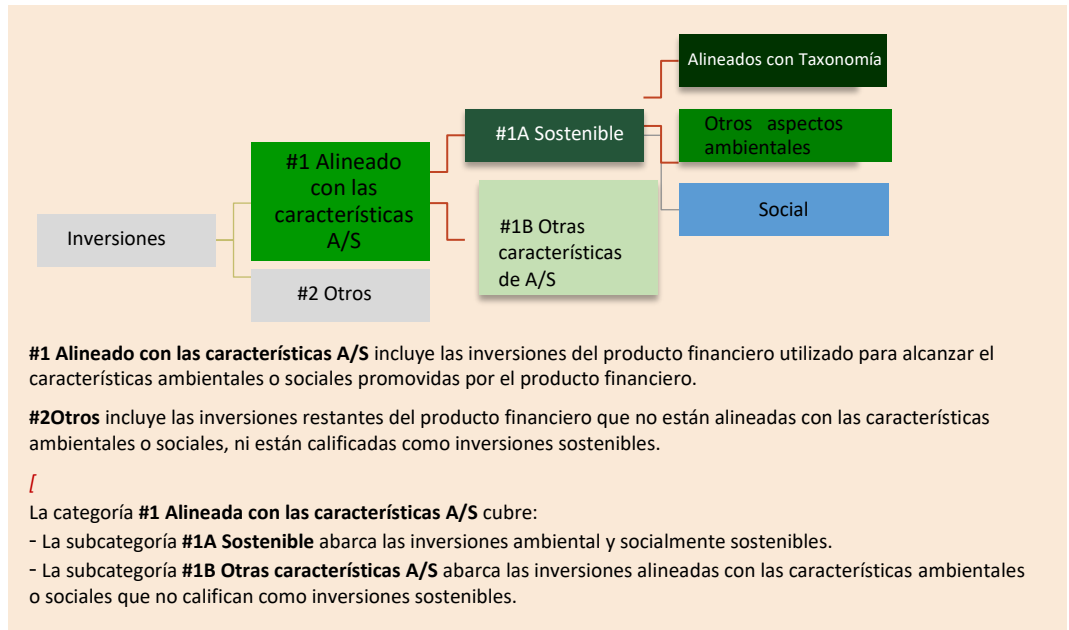 Alineados con Taxonomía
#1A Sostenible
Otros aspectos
ambientales
#1 Alineado
con las
características
A/S
Social
#1B Otras
características
de A/S
Inversiones
#2 Otros
#1 Alineado con las características A/S incluye las inversiones del producto financiero utilizado para alcanzar el
características ambientales o sociales promovidas por el producto financiero.
#2Otros incluye las inversiones restantes del producto financiero que no están alineadas con las características
ambientales o sociales, ni están calificadas como inversiones sostenibles.
[
La categoría #1 Alineada con las características A/S cubre:
- La subcategoría #1A Sostenible abarca las inversiones ambiental y socialmente sostenibles.
- La subcategoría #1B Otras características A/S abarca las inversiones alineadas con las características ambientales
o sociales que no califican como inversiones sostenibles.